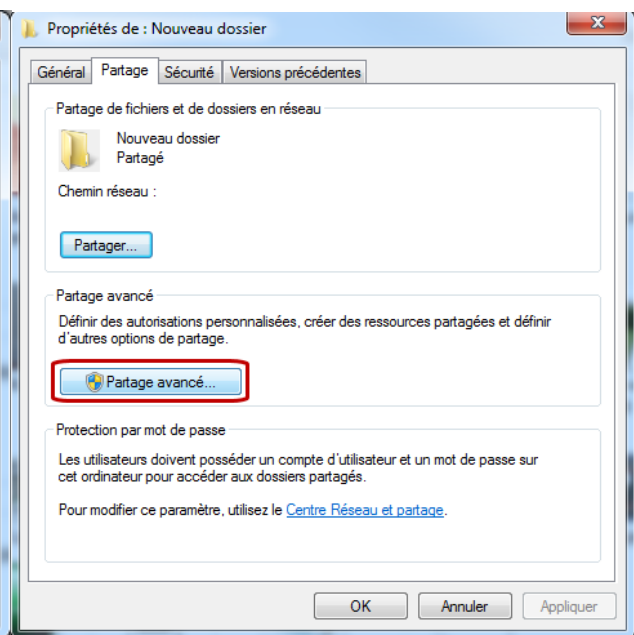 Propriétés de : Nouveau dossier
Général Partage Sécurité Versions précédentes
Partage de fichiers et de dossiers en réseau
Nouveau dossier
Partagé
Chemin réseau :
Partager...
Partage avancé
Définir des autorisations personnalisées, créer des ressources partagées et définir
d'autres options de partage.
Partage avancé...
Protection par mot de passe
Les utilisateurs doivent posséder un compte d'utilisateur et un mot de passe sur
cet ordinateur pour accéder aux dossiers partagés.
Pour modifier ce paramètre, utilisez le Centre Réseau et partage.
OK Annuler Appliquer